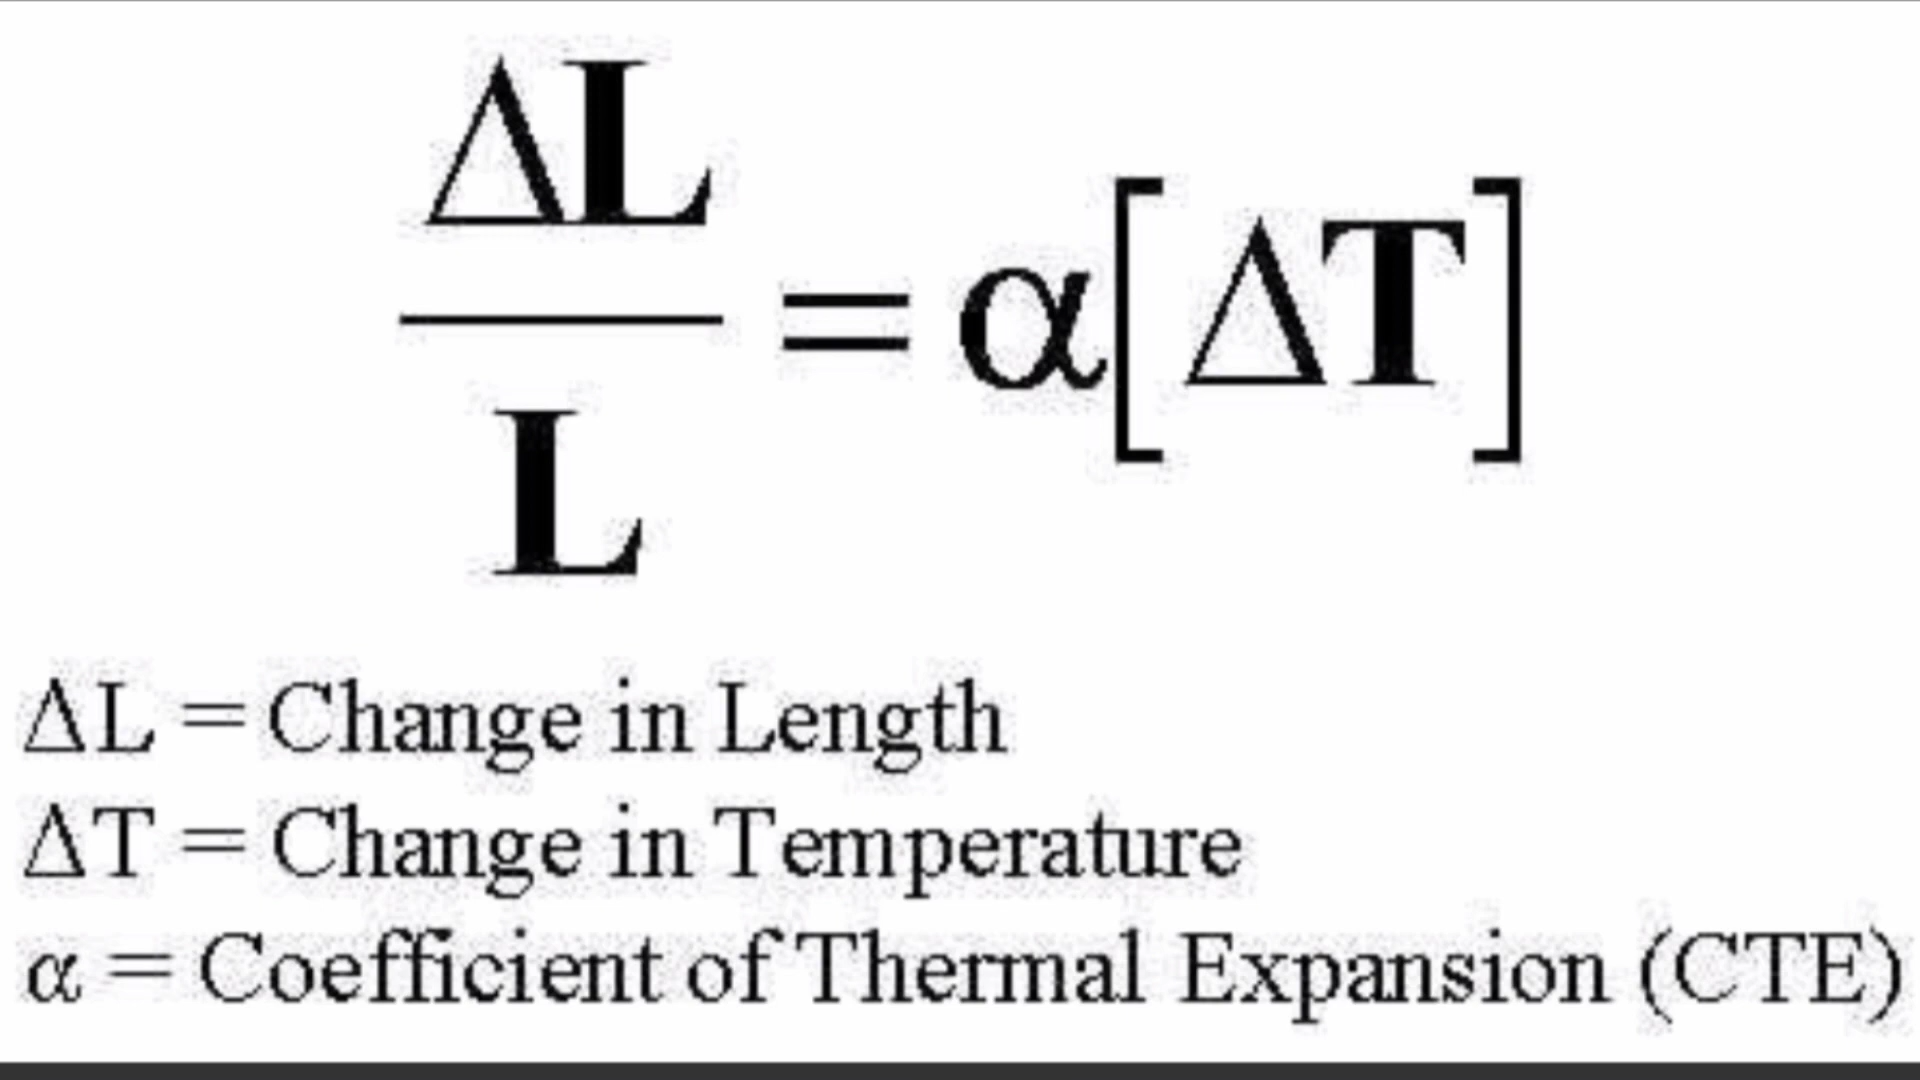 ΔL
L
= α[ΔT]
ΔL = Change in Length
ΔT = Change in Temperature
α = Coefficient of Thermal Expansion (CTE)